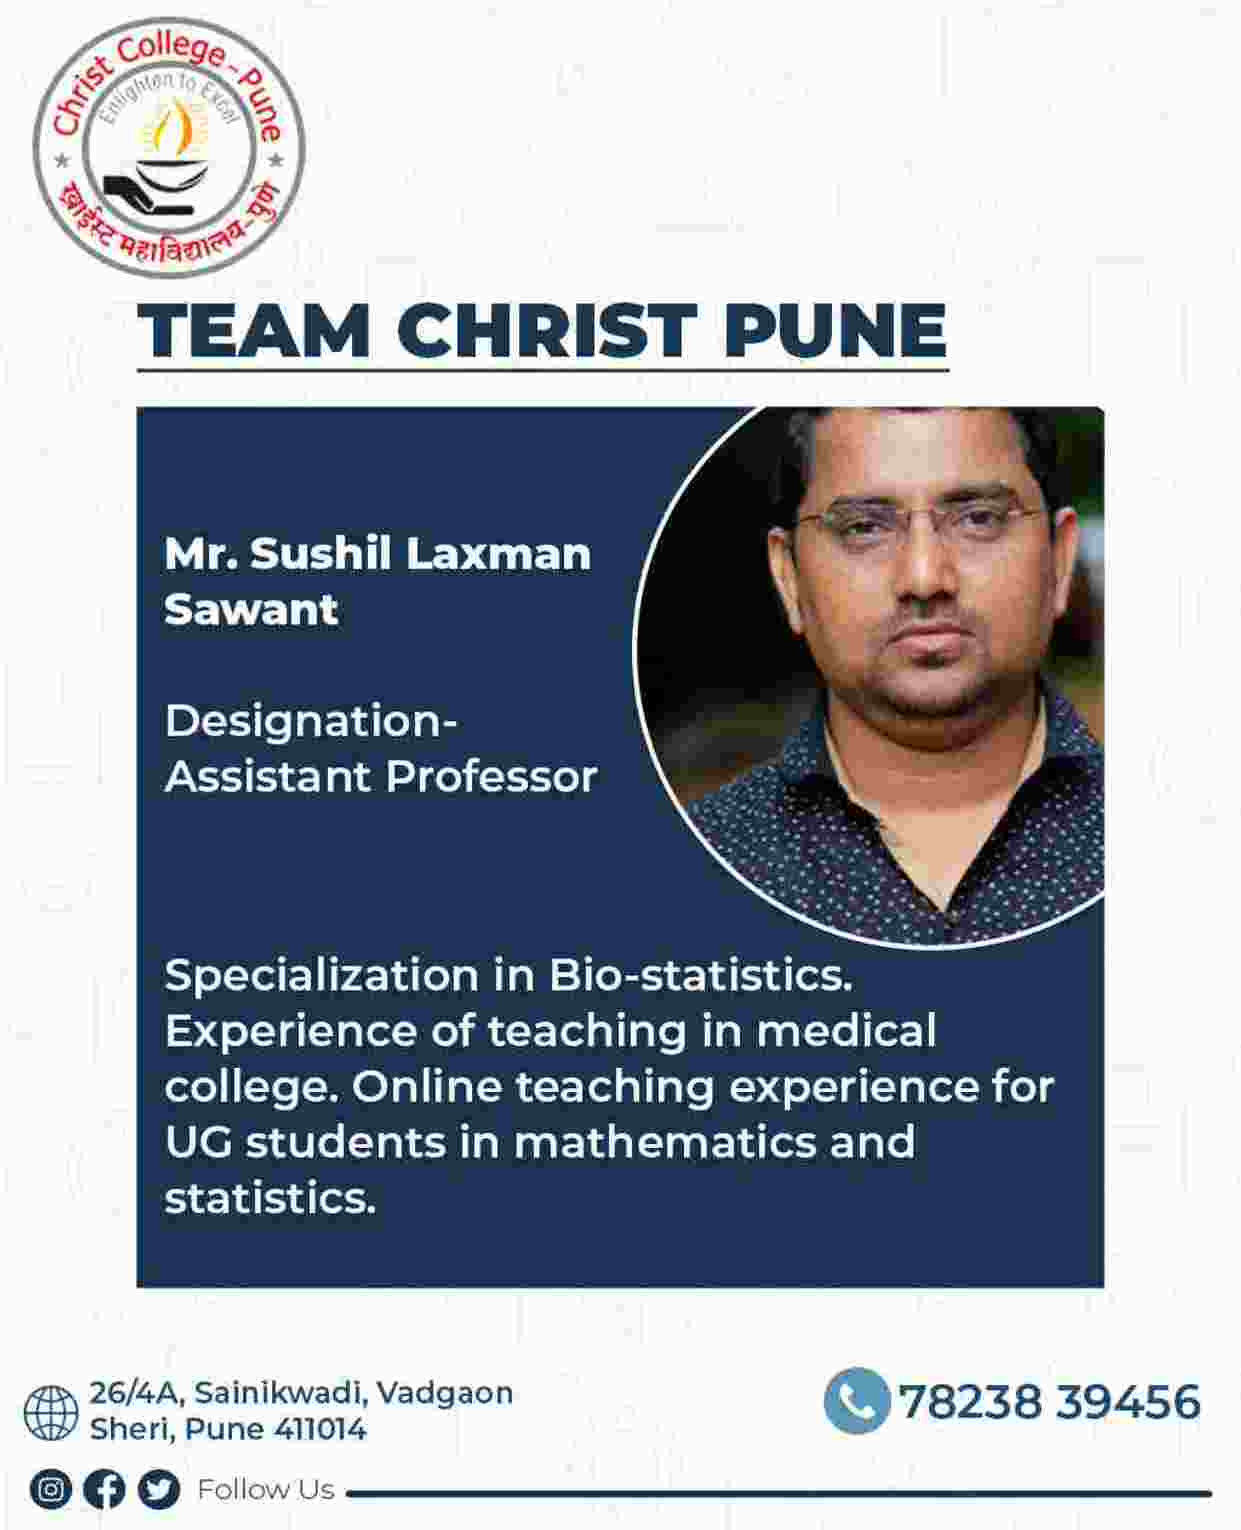 Christ College - Pune
Enlighten to Excel
ख्राईस्ट महाविद्यालय - पुणे
TEAM CHRIST PUNE
Mr. Sushil Laxman
Sawant
Designation-
Assistant Professor
Specialization in Bio-statistics.
Experience of teaching in medical
college. Online teaching experience for
UG students in mathematics and
statistics.
26/4A, Sainikwadi, Vadgaon
Sheri, Pune 411014
78238 39456
Follow Us